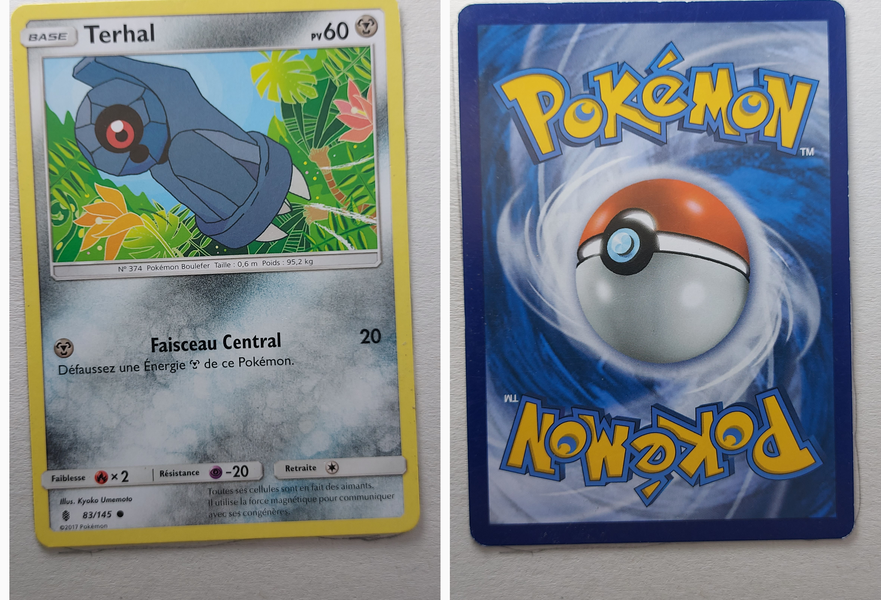 BASE Terhal PV60
N° 374 Pokémon Boulefer Taille : 0,6 m Poids : 95,2 kg
Faisceau Central 20
Défaussez une Énergie de ce Pokémon.
Faiblesse ×2 Résistance -20 Retraite
Illus. Kyoko Umemoto
83/145
©2017 Pokémon
Toutes ses cellules sont en fait des aimants.
Il utilise la force magnétique pour communiquer
avec ses congénères.
POKÉMON
TM
POKÉMON
TM